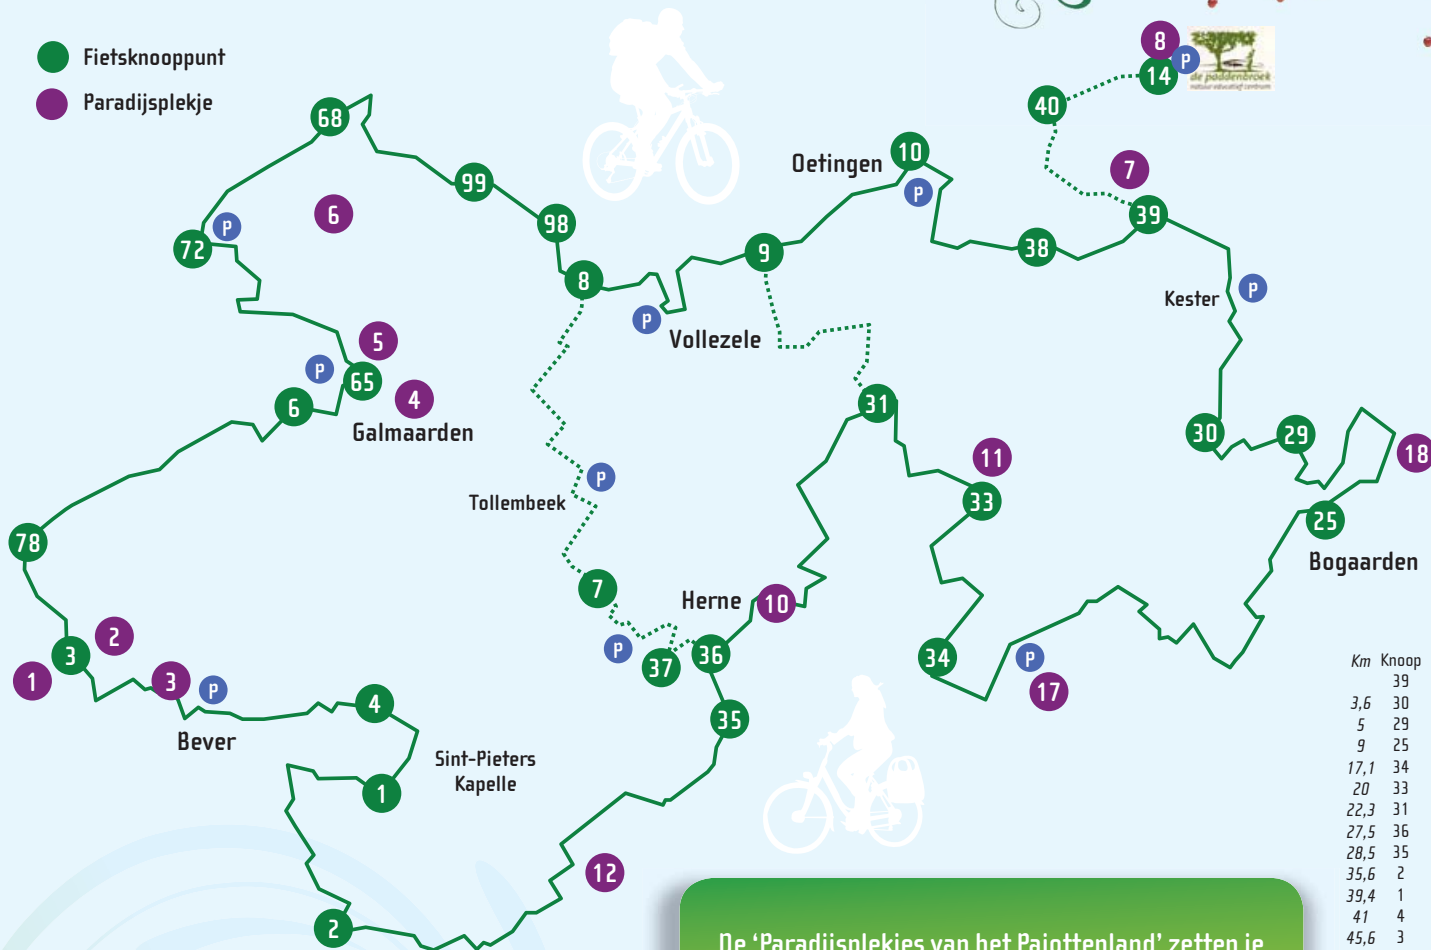 Fietsknooppunt
Paradijsplekje
8
P
14
de paddenbroek
natuur educatief centrum
68
40
10
Oetingen
99
7
6
P
98
39
P
72
9
38
8
P
Kester
P
Vollezele
5
P
65
4
6
31
Galmaarden
30
29
18
11
P
Tollembeek
33
25
78
Bogaarden
7
Herne
10
2
P
36
3
37
34
P
1
3
P
17
4
35
Bever
Sint-Pieters
Kapelle
1
12
2
Km Knoop
39
3,6 30
5 29
9 25
17,1 34
20 33
22,3 31
27,5 36
28,5 35
35,6 2
39,4 1
41 4
45,6 3
De ‘Paradijsplekjes van het Pajottenland’ zetten je